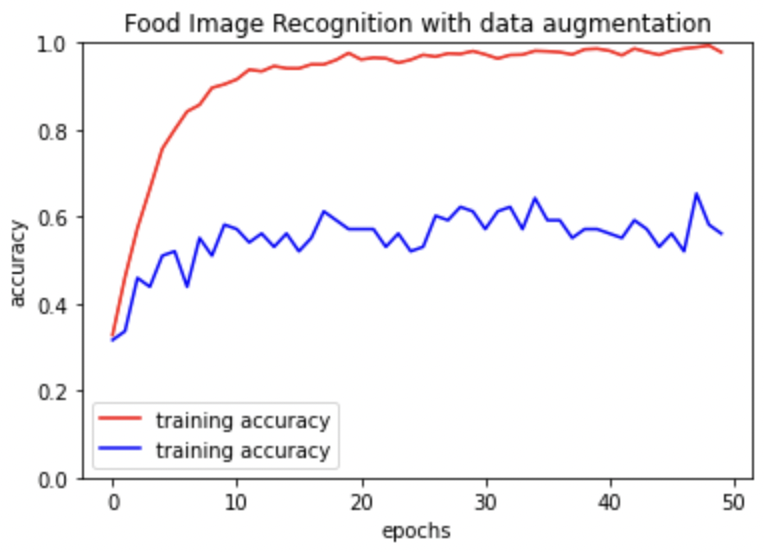 Food Image Recognition with data augmentation
1.0
0.8
0.6
0.4
0.2
0.0
accuracy
training accuracy
training accuracy
0 10 20 30 40 50
epochs